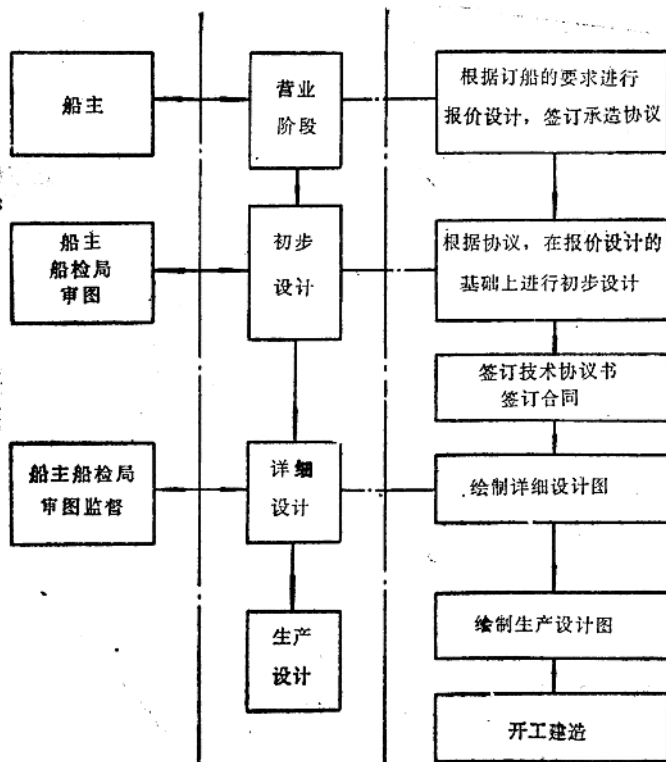 船主
营业
阶段
根据订船的要求进行
报价设计，签订承造协议
船主
船检局
审图
初步
设计
根据协议，在报价设计的
基础上进行初步设计
签订技术协议书
签订合同
船主船检局
审图监督
详细
设计
绘制详细设计图
生产
设计
绘制生产设计图
开工建造